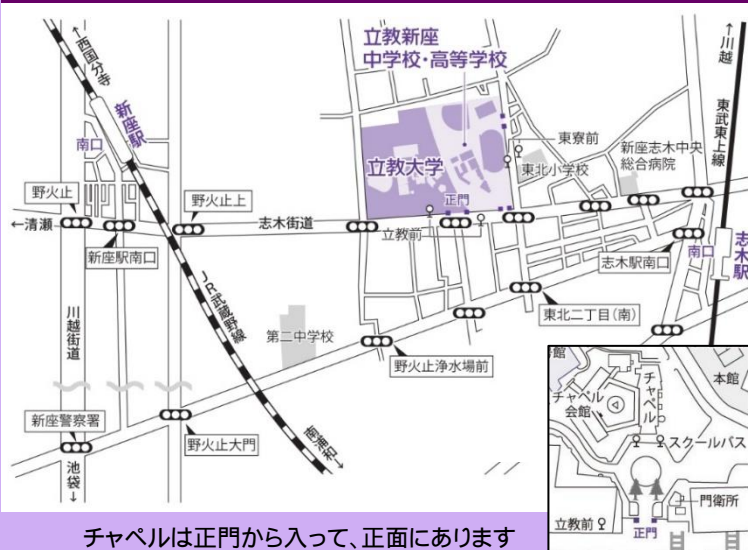 ←西国分寺
新座駅
南口
野火止
←清瀬
新座駅南口
野火止上
志木街道
立教新座
中学校・高等学校
立教大学
正門
立教前
東寮前
東北小学校
新座志木中央
総合病院
↑川越
東武東上線
志木駅
南口
志木駅南口
東北二丁目(南)
野火止浄水場前
第二中学校
JR武蔵野線
川越街道
新座警察署
池袋↓
野火止大門
南浦和→
チャペル
会館
チャペル
本館
スクールバス
門衛所
立教前
正門
チャペルは正門から入って、正面にあります